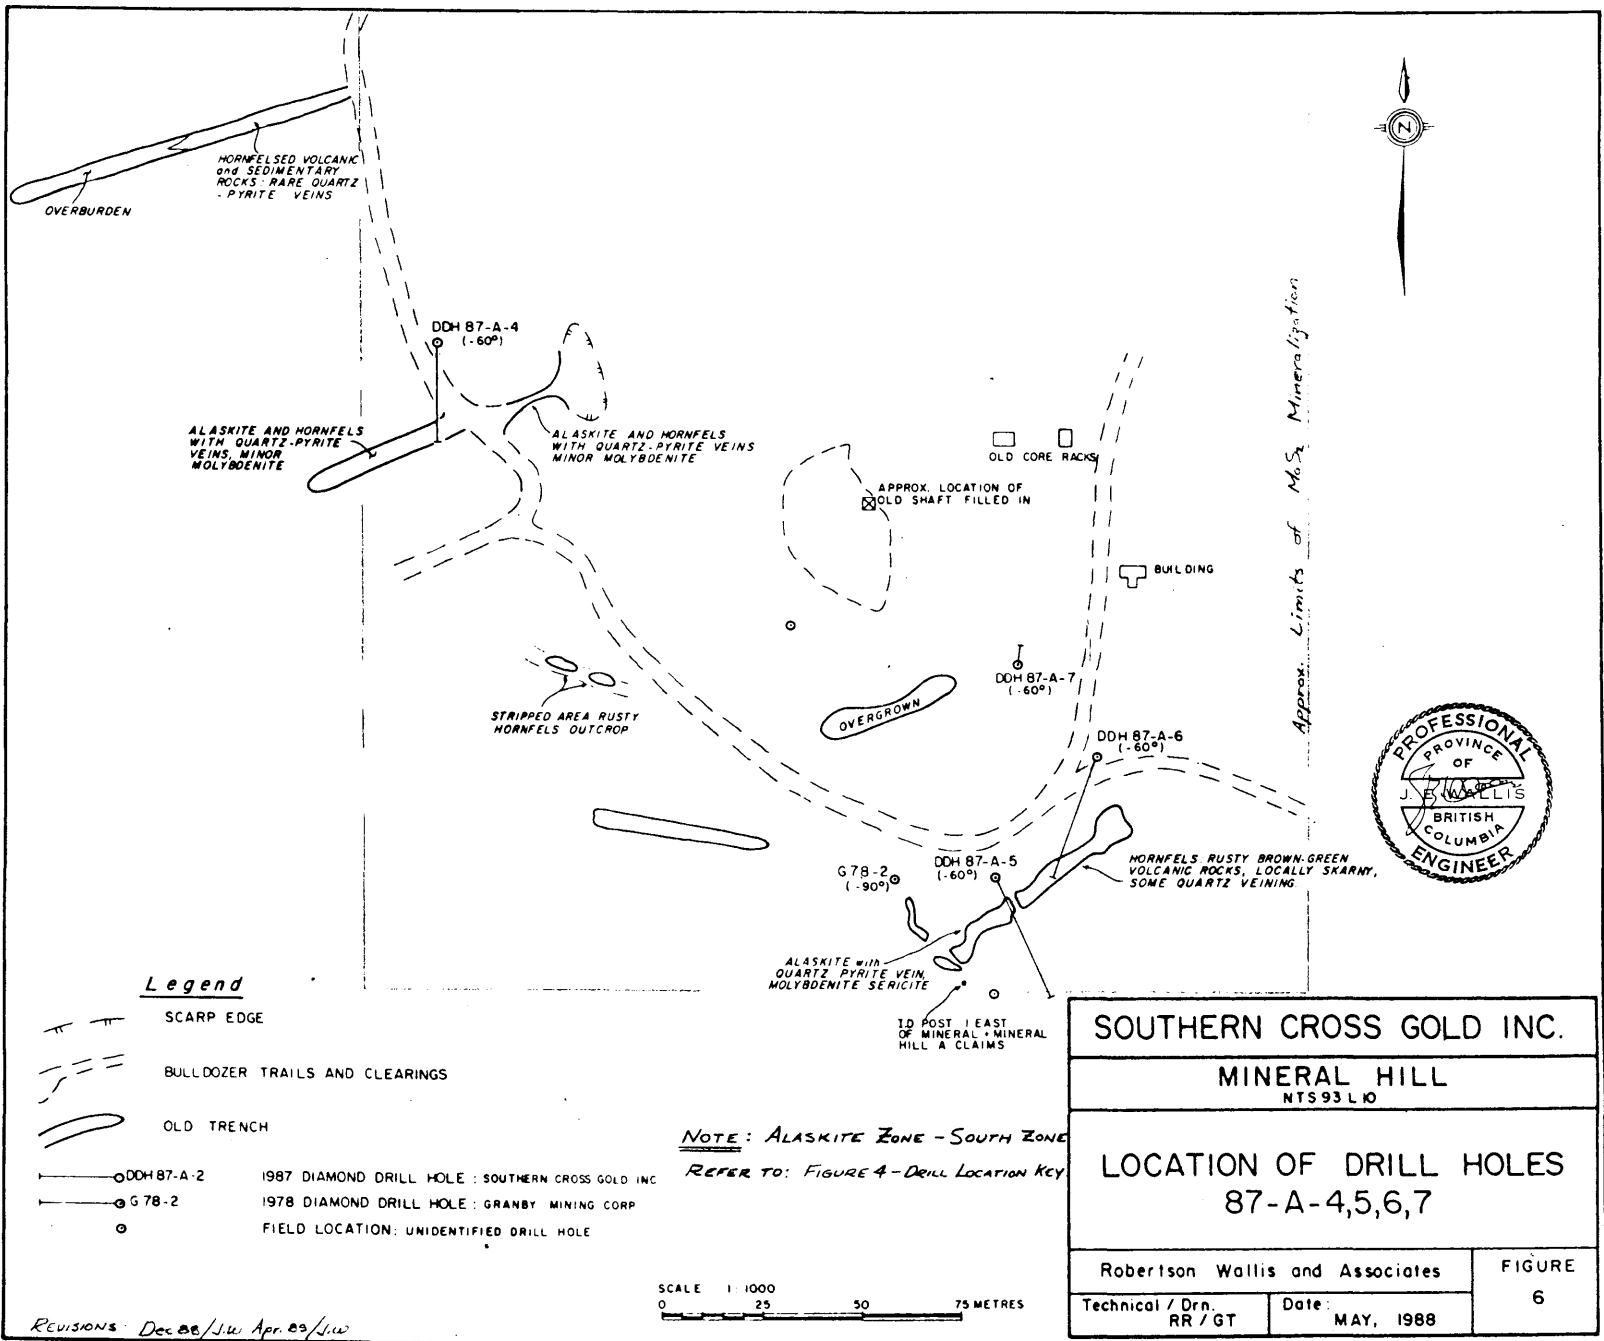 HORNFELSED VOLCANIC
and SEDIMENTARY
ROCKS: RARE QUARTZ
- PYRITE VEINS
OVERBURDEN
N
DDH 87-A-4
(-60°)
ALASKITE AND HORNFELS
WITH QUARTZ-PYRITE
VEINS, MINOR
MOLYBDENITE
ALASKITE AND HORNFELS
WITH QUARTZ-PYRITE VEINS
MINOR MOLYBDENITE
OLD CORE RACKS
APPROX. LOCATION OF
OLD SHAFT FILLED IN
BUILDING
Approx. Limits of MoS2 Mineralization
DDH 87-A-7
(-60°)
STRIPPED AREA RUSTY
HORNFELS OUTCROP
OVERGROWN
DDH 87-A-6
(-60°)
PROFESSIONAL
PROVINCE
OF
J. E. WALLIS
BRITISH
COLUMBIA
ENGINEER
G 78-2
(-90°)
DDH 87-A-5
(-60°)
HORNFELS. RUSTY BROWN-GREEN
VOLCANIC ROCKS, LOCALLY SKARNY,
SOME QUARTZ VEINING
ALASKITE with
QUARTZ PYRITE VEIN,
MOLYBDENITE SERICITE
I.D POST 1 EAST
OF MINERAL + MINERAL
HILL A CLAIMS
Legend
SCARP EDGE
BULLDOZER TRAILS AND CLEARINGS
OLD TRENCH
DDH 87-A-2 1987 DIAMOND DRILL HOLE : SOUTHERN CROSS GOLD INC
G 78-2 1978 DIAMOND DRILL HOLE : GRANBY MINING CORP
FIELD LOCATION: UNIDENTIFIED DRILL HOLE
NOTE: ALASKITE ZONE - SOUTH ZONE
REFER TO: FIGURE 4 - DRILL LOCATION KEY
SCALE 1:1000
0 25 50 75 METRES
REVISIONS: Dec 88/J.W Apr. 89/J.W
SOUTHERN CROSS GOLD INC.
MINERAL HILL
NTS 93 L 10
LOCATION OF DRILL HOLES
87-A-4,5,6,7
Robertson Wallis and Associates
Technical / Drn.
RR / GT
Date:
MAY, 1988
FIGURE
6